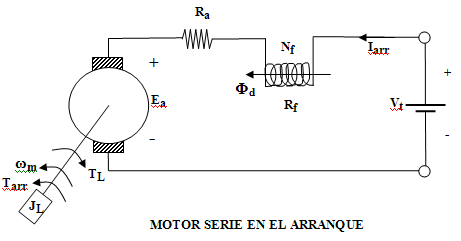 Ra
Nf
Iarr
+
Ea
Φd
Rf
Vt
+
-
-
ωm
TL
Tarr
JL
MOTOR SERIE EN EL ARRANQUE